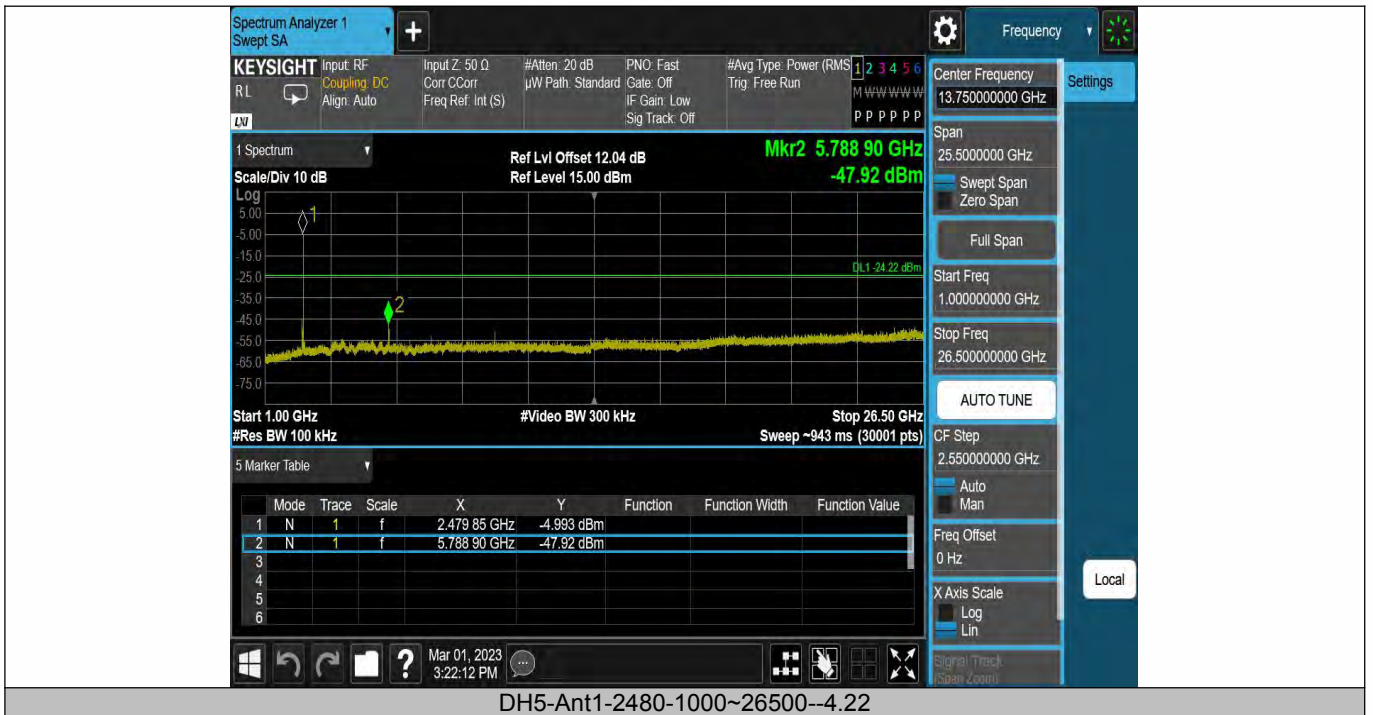 Spectrum Analyzer 1
Swept SA
+
Frequency
KEYSIGHT
RL
LXI
Input: RF
Coupling: DC
Align: Auto
Input Z: 50 Ω
Corr CCorr
Freq Ref: Int (S)
#Atten: 20 dB
µW Path: Standard
PNO: Fast
Gate: Off
IF Gain: Low
Sig Track: Off
#Avg Type: Power (RMS
Trig: Free Run
1 2 3 4 5 6
M W W W W W
P P P P P P
Center Frequency
13.750000000 GHz
Settings
Span
25.5000000 GHz
Swept Span
Zero Span
Full Span
Start Freq
1.000000000 GHz
Stop Freq
26.500000000 GHz
AUTO TUNE
CF Step
2.550000000 GHz
Auto
Man
Freq Offset
0 Hz
X Axis Scale
Log
Lin
Signal Track
(Span Zoom)
Local
1 Spectrum
Scale/Div 10 dB
Ref Lvl Offset 12.04 dB
Ref Level 15.00 dBm
Mkr2 5.788 90 GHz
-47.92 dBm
Log
5.00
-5.00
-15.0
-25.0
-35.0
-45.0
-55.0
-65.0
-75.0
1
2
DL1 -24.22 dBm
Start 1.00 GHz
#Video BW 300 kHz
Stop 26.50 GHz
#Res BW 100 kHz
Sweep ~943 ms (30001 pts)
5 Marker Table
Mode Trace Scale X Y Function Function Width Function Value
1 N 1 f 2.479 85 GHz -4.993 dBm
2 N 1 f 5.788 90 GHz -47.92 dBm
3
4
5
6
?
Mar 01, 2023
3:22:12 PM
DH5-Ant1-2480-1000~26500--4.22